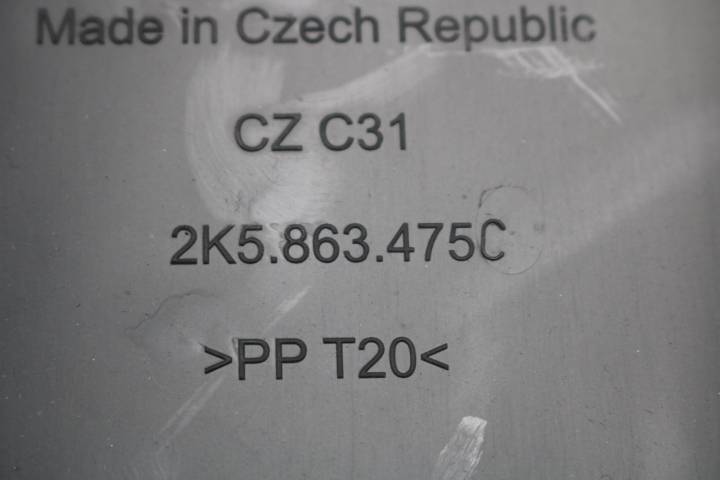 Made in Czech Republic
CZ C31
2K5.863.475C
>PP T20<